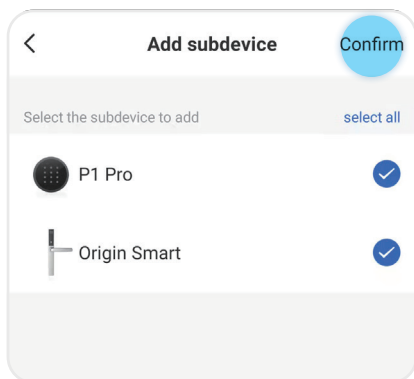 Add subdevice Confirm
Select the subdevice to add select all
P1 Pro
Origin Smart